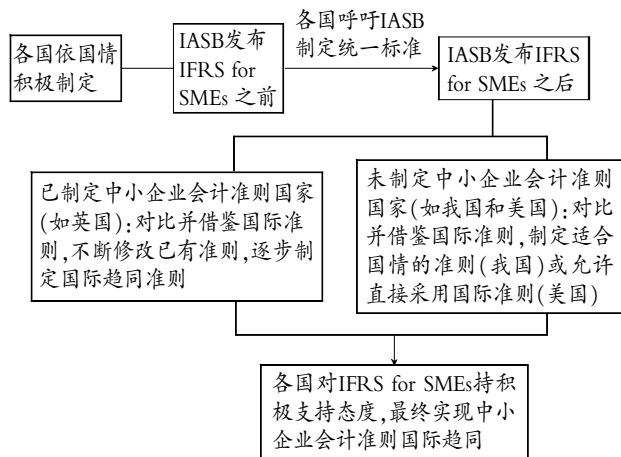 各国依国情
积极制定
IASB发布
IFRS for
SMEs 之前
各国呼吁IASB
制定统一标准
IASB发布IFRS
for SMEs 之后
已制定中小企业会计准则国家
(如英国):对比并借鉴国际准
则,不断修改已有准则,逐步制
定国际趋同准则
未制定中小企业会计准则
国家(如我国和美国):对比
并借鉴国际准则,制定适合
国情的准则(我国)或允许
直接采用国际准则(美国)
各国对IFRS for SMEs持积
极支持态度,最终实现中小
企业会计准则国际趋同